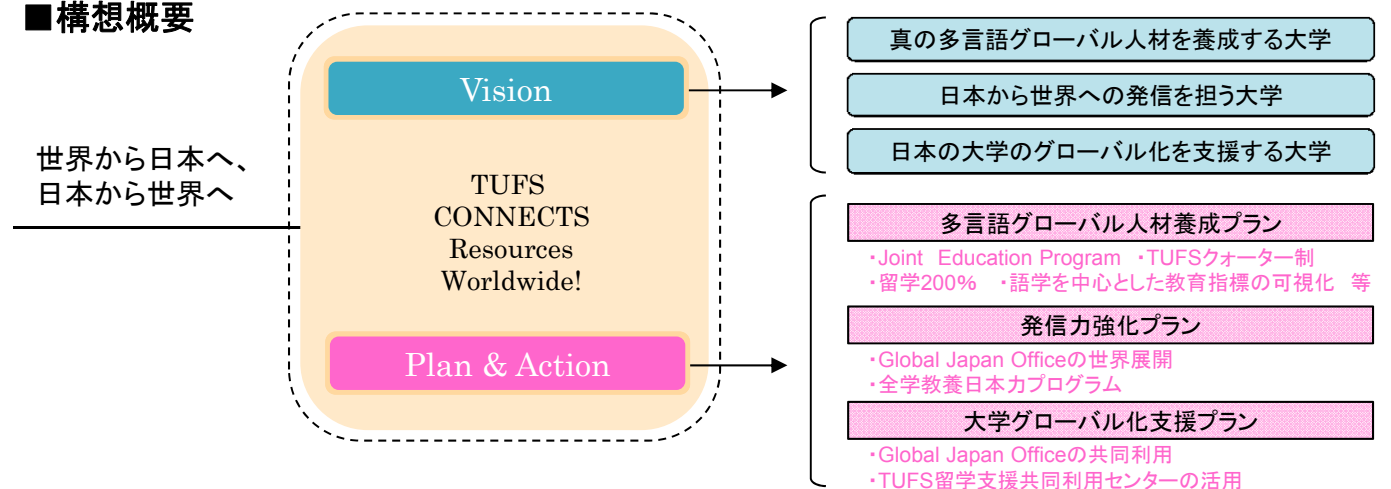 ■構想概要
世界から日本へ、
日本から世界へ
Vision
TUFS
CONNECTS
Resources
Worldwide!
Plan & Action
真の多言語グローバル人材を養成する大学
日本から世界への発信を担う大学
日本の大学のグローバル化を支援する大学
多言語グローバル人材養成プラン
・Joint Education Program ・TUFSクォーター制
・留学200% ・語学を中心とした教育指標の可視化 等
発信力強化プラン
・Global Japan Officeの世界展開
・全学教養日本力プログラム
大学グローバル化支援プラン
・Global Japan Officeの共同利用
・TUFS留学支援共同利用センターの活用